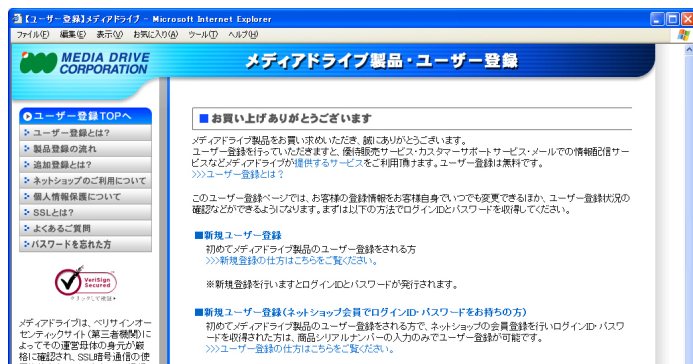 【ユーザー登録】メディアドライブ - Microsoft Internet Explorer
ファイル(F) 編集(E) 表示(V) お気に入り(A) ツール(T) ヘルプ(H)
MEDIA DRIVE
CORPORATION
メディアドライブ製品・ユーザー登録
ユーザー登録TOPへ
ユーザー登録とは?
製品登録の流れ
追加登録とは?
ネットショップのご利用について
個人情報保護について
SSLとは?
よくあるご質問
パスワードを忘れた方
VeriSign
Secured
クリックして検証
メディアドライブは、ベリサインオー
センティックサイト(第三者機関)に
よってその運営母体の身元が厳
格に確認され、SSL暗号通信の使
■お買い上げありがとうございます
メディアドライブ製品をお買い求めいただき、誠にありがとうございます。
ユーザー登録を行っていただきますと、優待販売サービス・カスタマーサポートサービス・メールでの情報配信サー
ビスなどメディアドライブが提供するサービスをご利用頂けます。ユーザー登録は無料です。
>>>ユーザー登録とは?
このユーザー登録ページでは、お客様の登録情報をお客様自身でいつでも変更できるほか、ユーザー登録状況の
確認などができるようになります。まずは以下の方法でログインIDとパスワードを取得してください。
■新規ユーザー登録
初めてメディアドライブ製品のユーザー登録をされる方
>>>新規登録の仕方はこちらをご覧ください。
※新規登録を行いますとログインIDとパスワードが発行されます。
■新規ユーザー登録(ネットショップ会員でログインID・パスワードをお持ちの方)
初めてメディアドライブ製品のユーザー登録をされる方で、ネットショップの会員登録を行いログインID・パスワ
ードを取得された方は、商品シリアルナンバーの入力のみでユーザー登録が可能です。
>>>ユーザー登録の仕方はこちらをご覧ください。